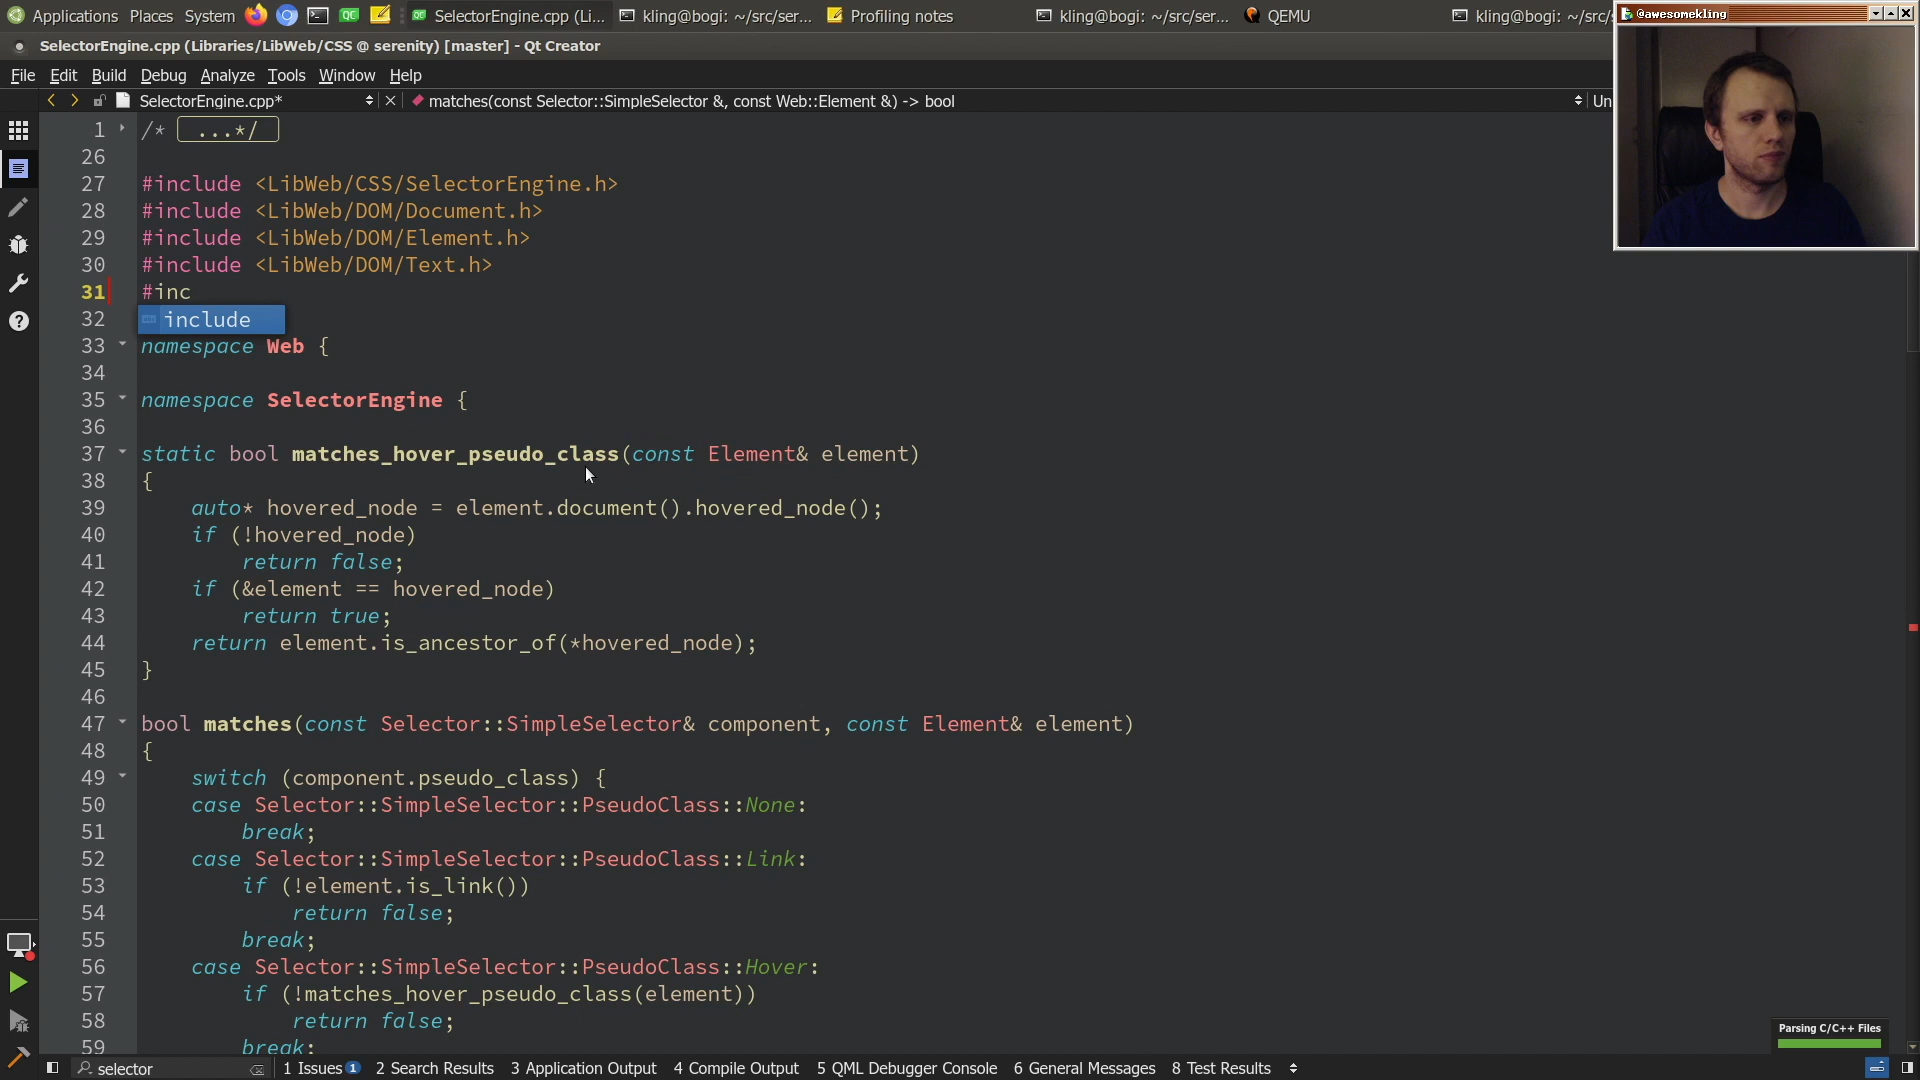 Applications Places System SelectorEngine.cpp (Li... kling@bogi: ~/src/ser... Profiling notes kling@bogi: ~/src/ser... QEMU kling@bogi: ~/src/
@awesomekling
SelectorEngine.cpp (Libraries/LibWeb/CSS @ serenity) [master] - Qt Creator
File Edit Build Debug Analyze Tools Window Help
SelectorEngine.cpp* matches(const Selector::SimpleSelector &, const Web::Element &) -> bool Un
1 /* ...*/
26
27 #include <LibWeb/CSS/SelectorEngine.h>
28 #include <LibWeb/DOM/Document.h>
29 #include <LibWeb/DOM/Element.h>
30 #include <LibWeb/DOM/Text.h>
31 #inc
32 include
33 namespace Web {
34
35 namespace SelectorEngine {
36
37 static bool matches_hover_pseudo_class(const Element& element)
38 {
39 auto* hovered_node = element.document().hovered_node();
40 if (!hovered_node)
41 return false;
42 if (&element == hovered_node)
43 return true;
44 return element.is_ancestor_of(*hovered_node);
45 }
46
47 bool matches(const Selector::SimpleSelector& component, const Element& element)
48 {
49 switch (component.pseudo_class) {
50 case Selector::SimpleSelector::PseudoClass::None:
51 break;
52 case Selector::SimpleSelector::PseudoClass::Link:
53 if (!element.is_link())
54 return false;
55 break;
56 case Selector::SimpleSelector::PseudoClass::Hover:
57 if (!matches_hover_pseudo_class(element))
58 return false;
59 break;
Parsing C/C++ Files
selector 1 Issues 1 2 Search Results 3 Application Output 4 Compile Output 5 QML Debugger Console 6 General Messages 8 Test Results